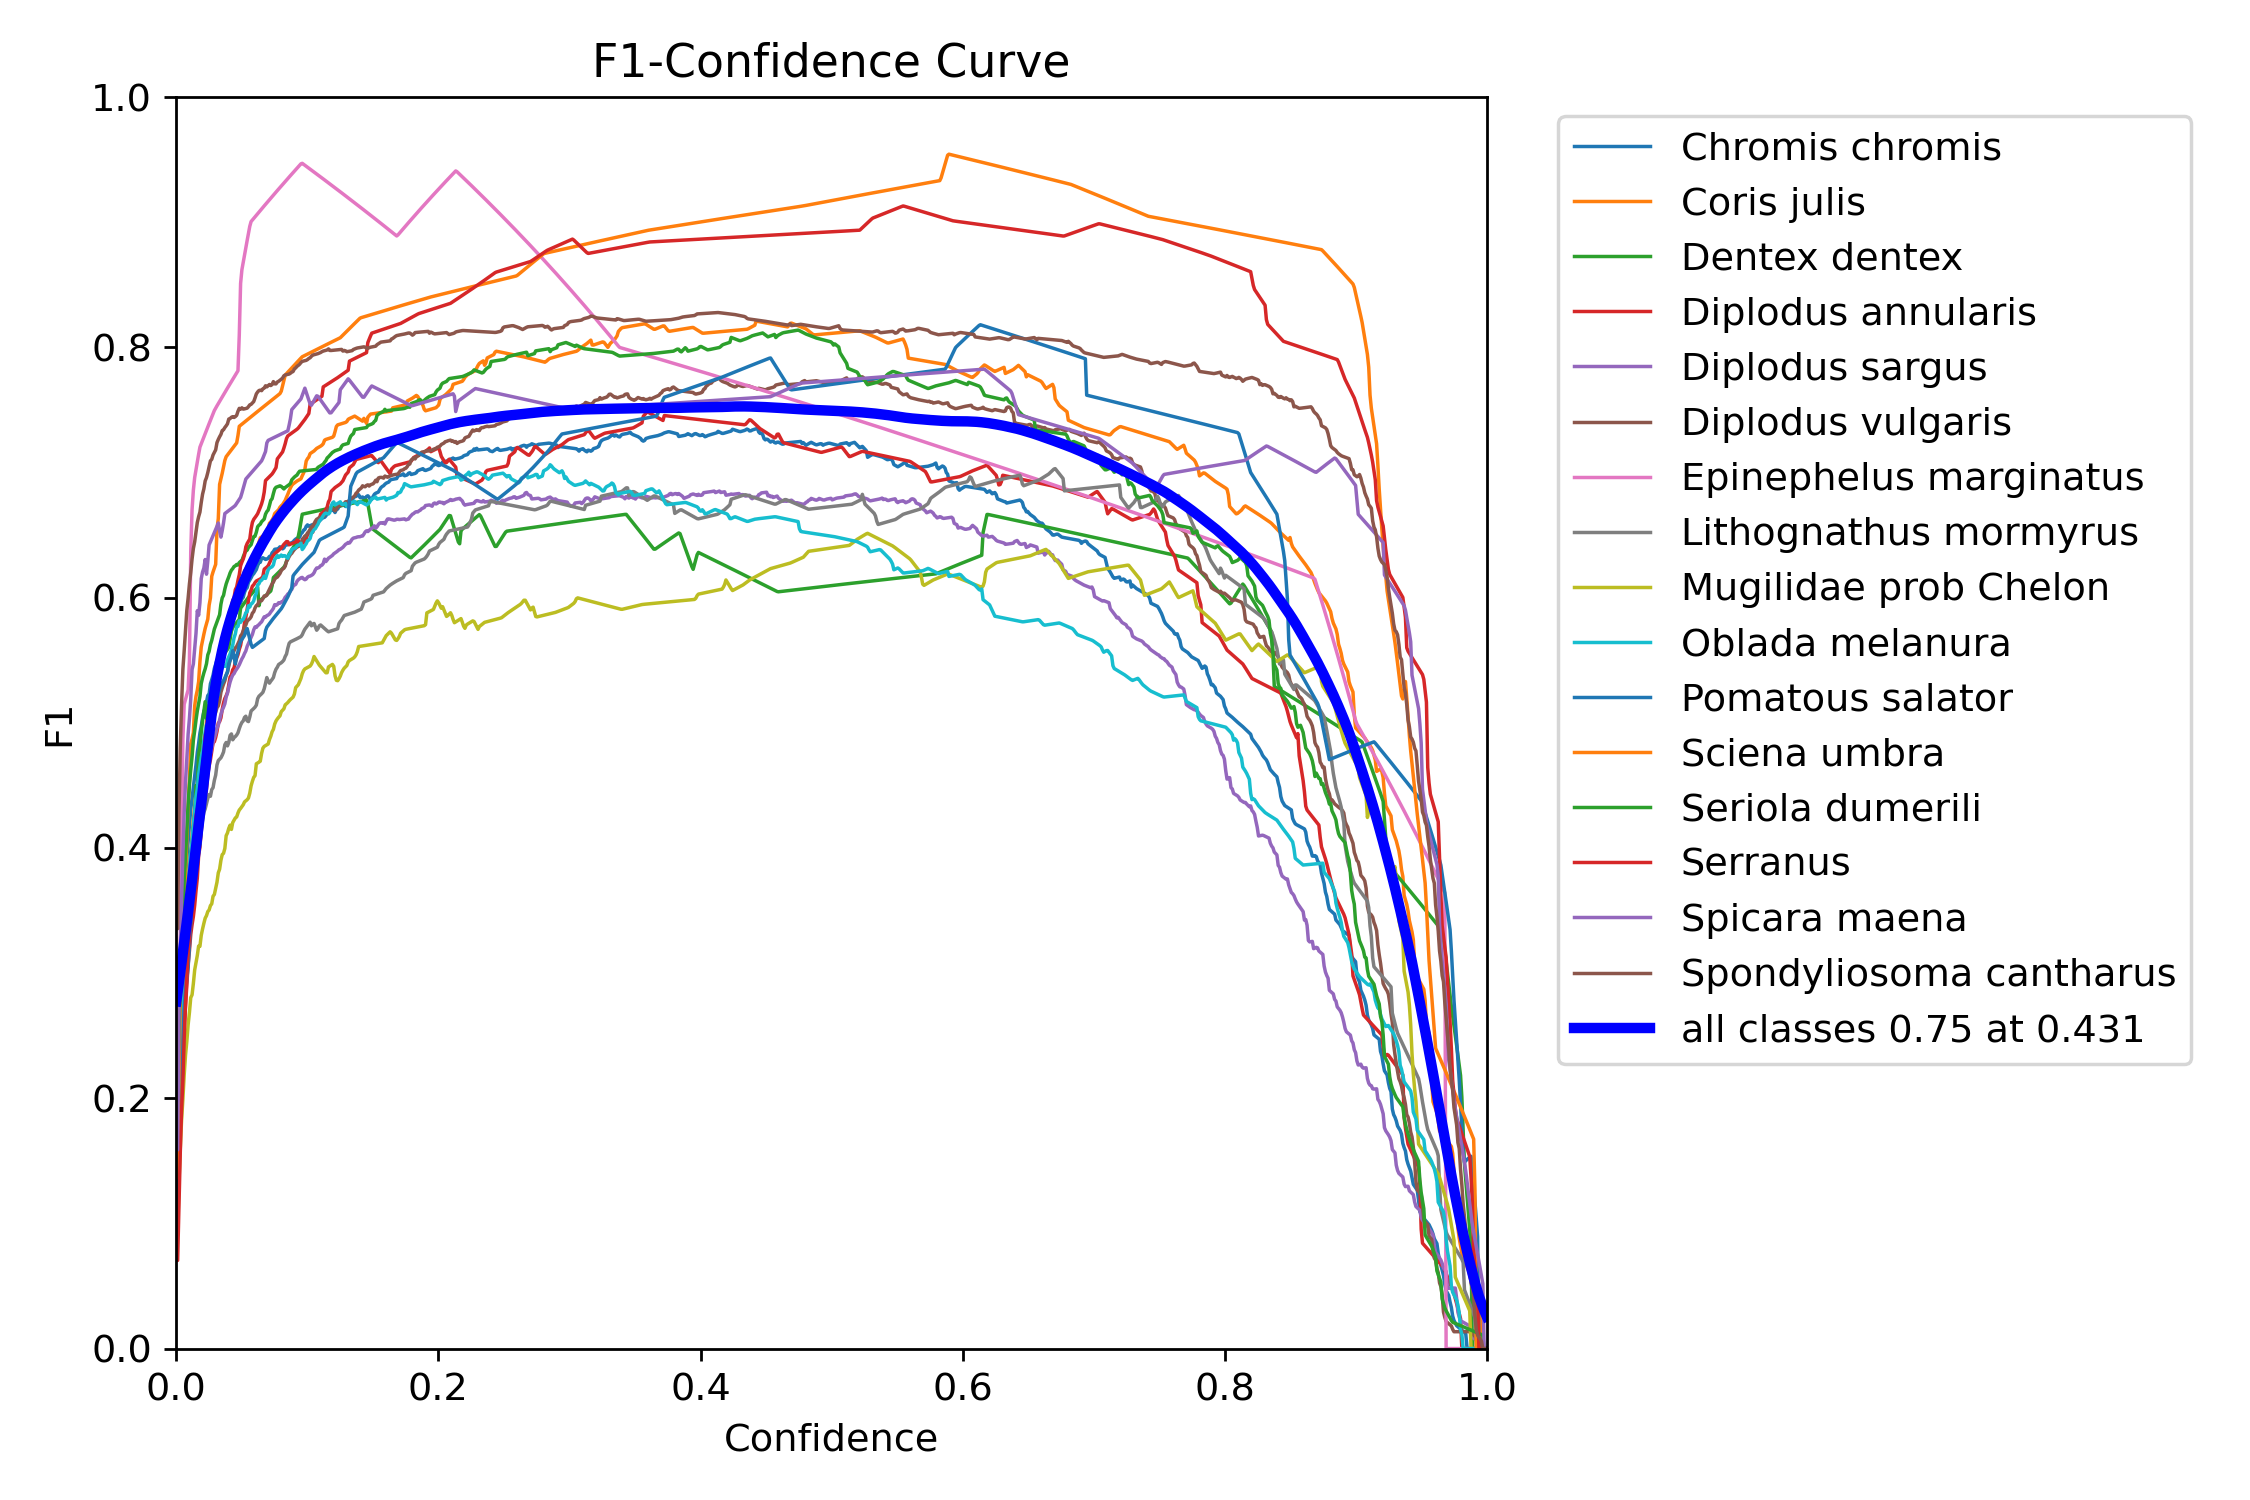 F1-Confidence Curve
1.0
0.8
0.6
0.4
0.2
0.0
F1
0.0 0.2 0.4 0.6 0.8 1.0
Confidence
Chromis chromis
Coris julis
Dentex dentex
Diplodus annularis
Diplodus sargus
Diplodus vulgaris
Epinephelus marginatus
Lithognathus mormyrus
Mugilidae prob Chelon
Oblada melanura
Pomatous salator
Sciena umbra
Seriola dumerili
Serranus
Spicara maena
Spondyliosoma cantharus
all classes 0.75 at 0.431